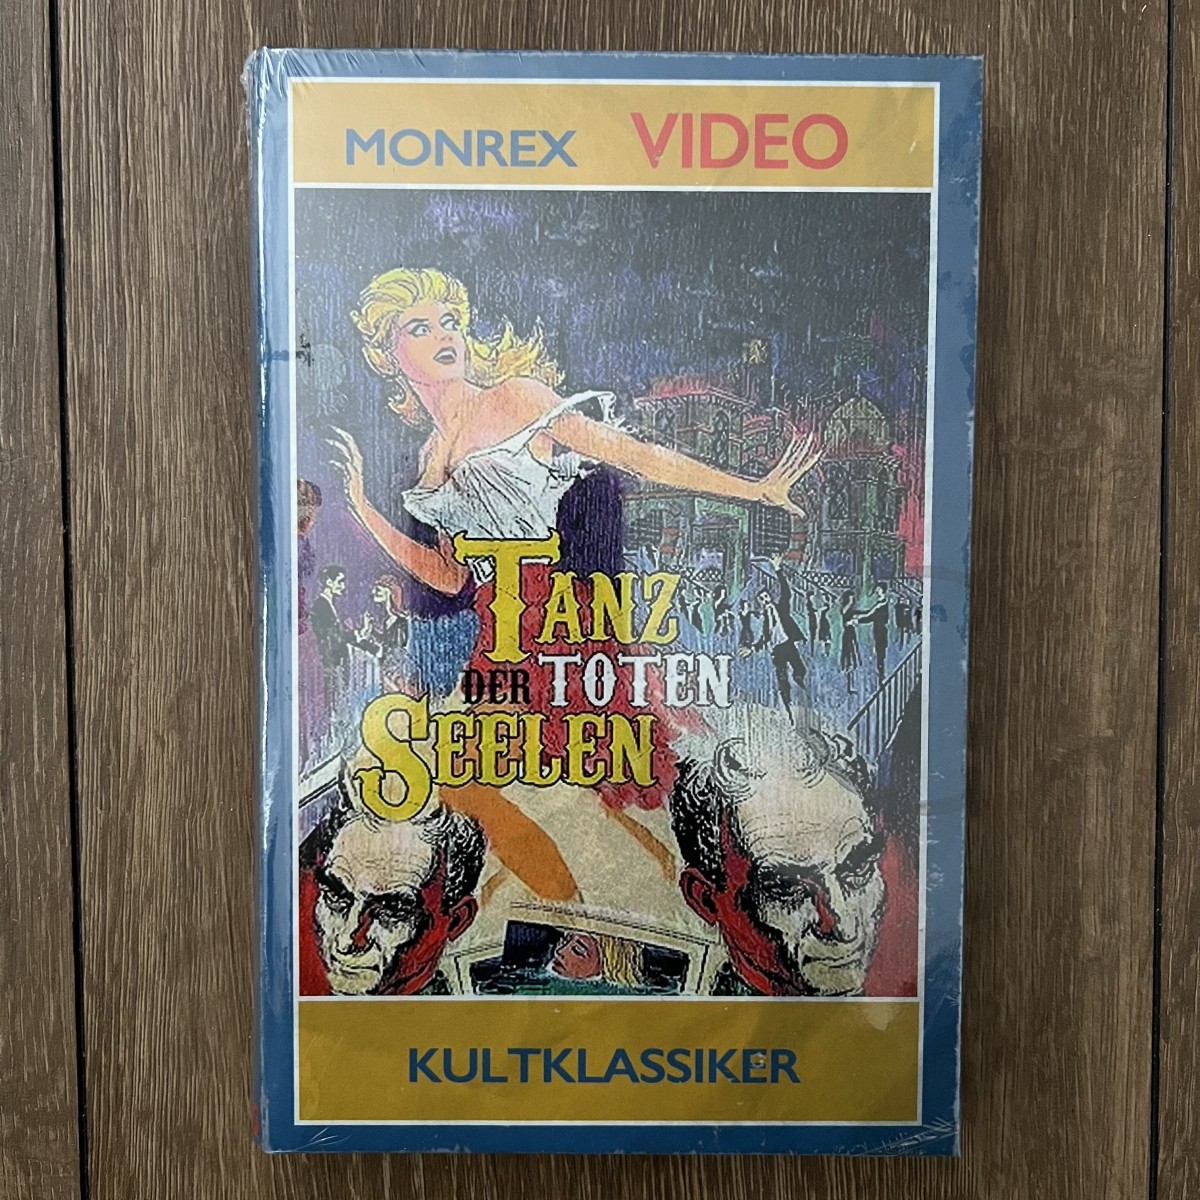 MONREX VIDEO
TANZ
DER TOTEN
SEELEN
KULTKLASSIKER